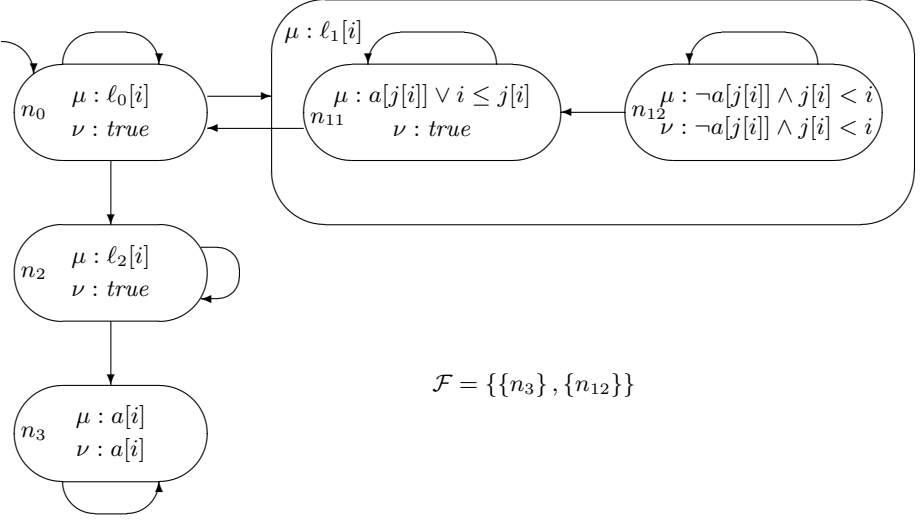 μ : ℓ₁[i]
n₀
μ : ℓ₀[i]
ν : true
n₁₁
μ : a[j[i]] ∨ i ≤ j[i]
ν : true
n₁₂
μ : ¬a[j[i]] ∧ j[i] < i
ν : ¬a[j[i]] ∧ j[i] < i
n₂
μ : ℓ₂[i]
ν : true
n₃
μ : a[i]
ν : a[i]
ℱ = {{n₃} , {n₁₂}}